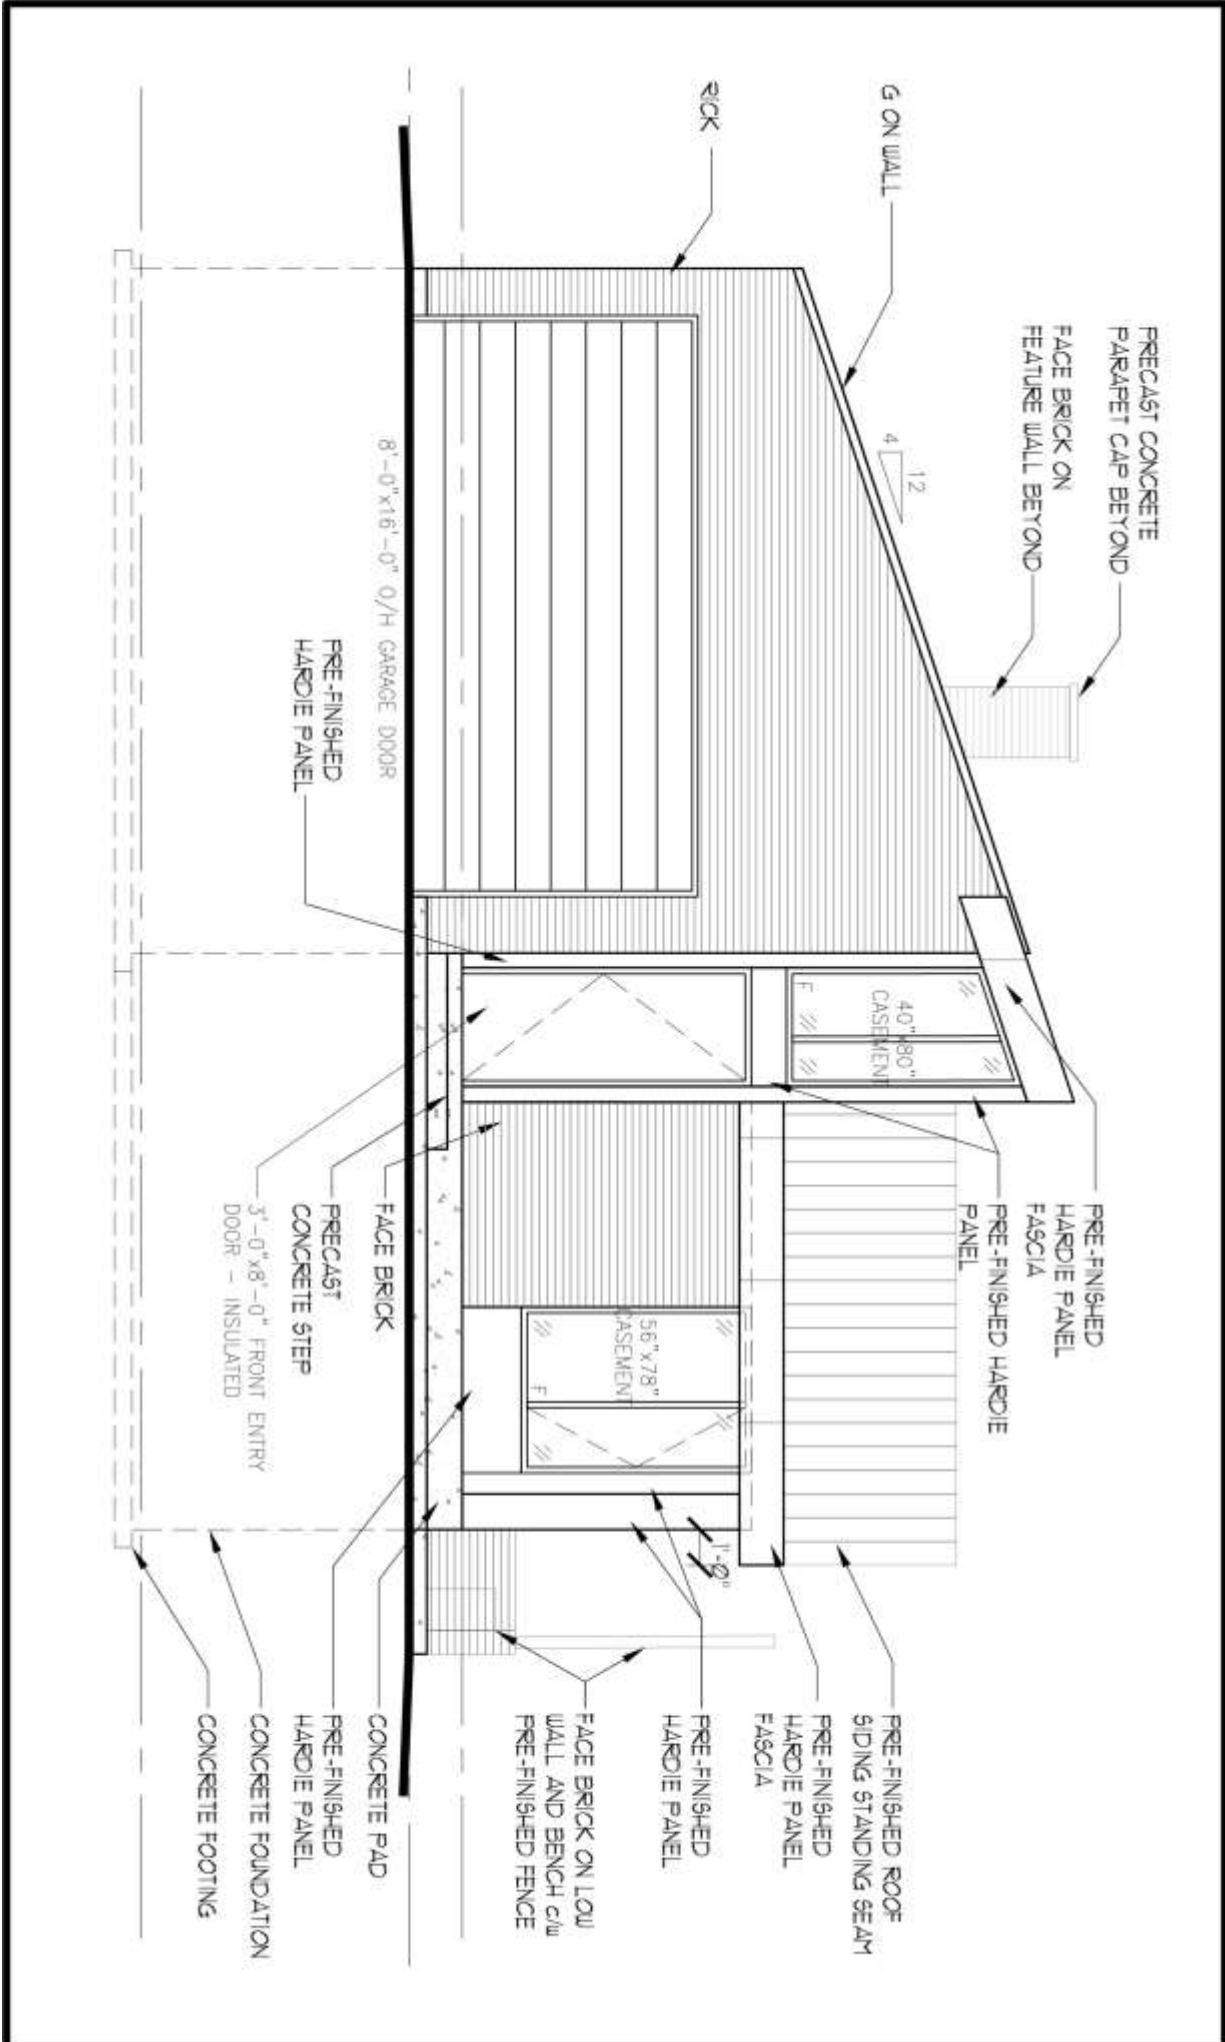 PRECAST CONCRETE
PARAPET CAP BEYOND
FACE BRICK ON
FEATURE WALL BEYOND
G ON WALL
RICK
12
4
8'-0"x16'-0" O/H GARAGE DOOR
PRE-FINISHED
HARDIE PANEL
40"x80"
CASEMENT
F
PRE-FINISHED
HARDIE PANEL
FASCIA
PRE-FINISHED HARDIE
PANEL
56"x78"
CASEMENT
F
FACE BRICK
PRECAST
CONCRETE STEP
3'-0"x8'-0" FRONT ENTRY
DOOR - INSULATED
1'-0"
PRE-FINISHED ROOF
SIDING STANDING SEAM
PRE-FINISHED
HARDIE PANEL
FASCIA
PRE-FINISHED
HARDIE PANEL
FACE BRICK ON LOW
WALL AND BENCH c/w
PRE-FINISHED FENCE
CONCRETE PAD
PRE-FINISHED
HARDIE PANEL
CONCRETE FOUNDATION
CONCRETE FOOTING